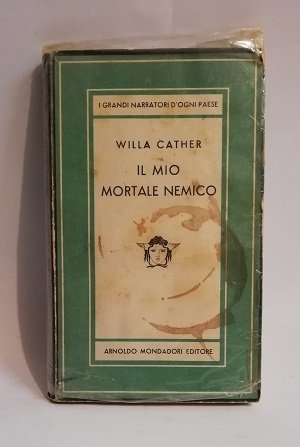 I GRANDI NARRATORI D'OGNI PAESE
WILLA CATHER
IL MIO
MORTALE NEMICO
ARNOLDO MONDADORI EDITORE